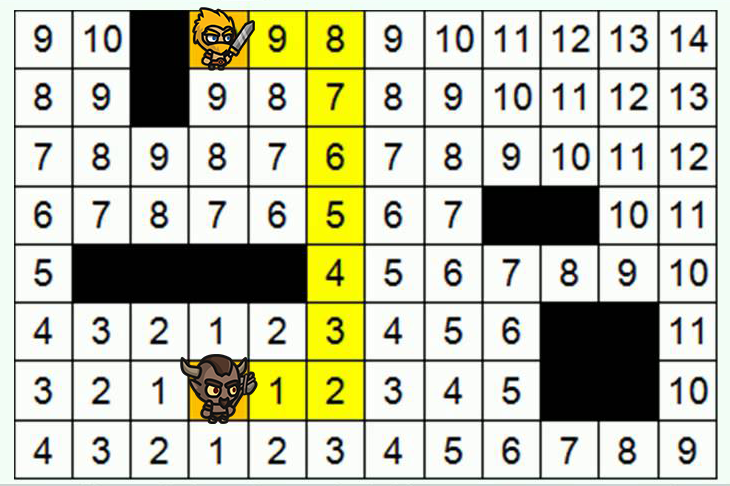 9 10 9 8 9 10 11 12 13 14
8 9 9 8 7 8 9 10 11 12 13
7 8 9 8 7 6 7 8 9 10 11 12
6 7 8 7 6 5 6 7 10 11
5 4 5 6 7 8 9 10
4 3 2 1 2 3 4 5 6 11
3 2 1 1 2 3 4 5 10
4 3 2 1 2 3 4 5 6 7 8 9